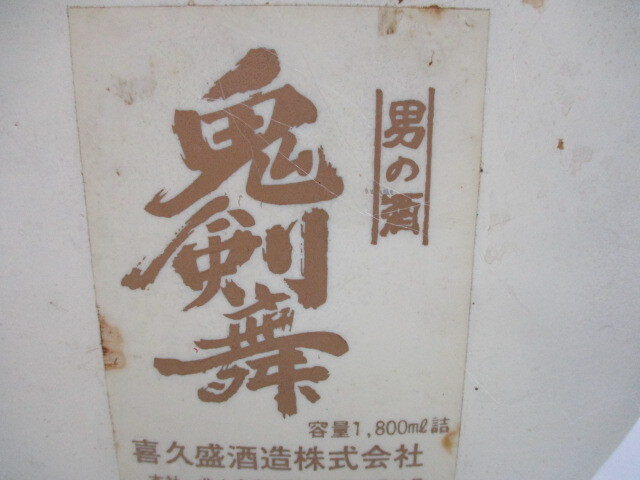 男の酒
鬼剣舞
容量1,800ml詰
喜久盛酒造株式会社